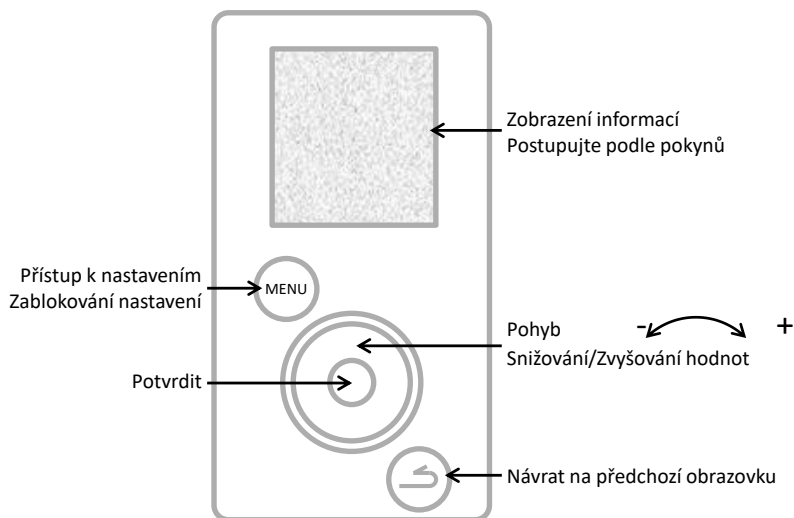 Zobrazení informací
Postupujte podle pokynů
Přístup k nastavením
Zablokování nastavení
MENU
Pohyb - +
Snižování/Zvyšování hodnot
Potvrdit
Návrat na předchozí obrazovku